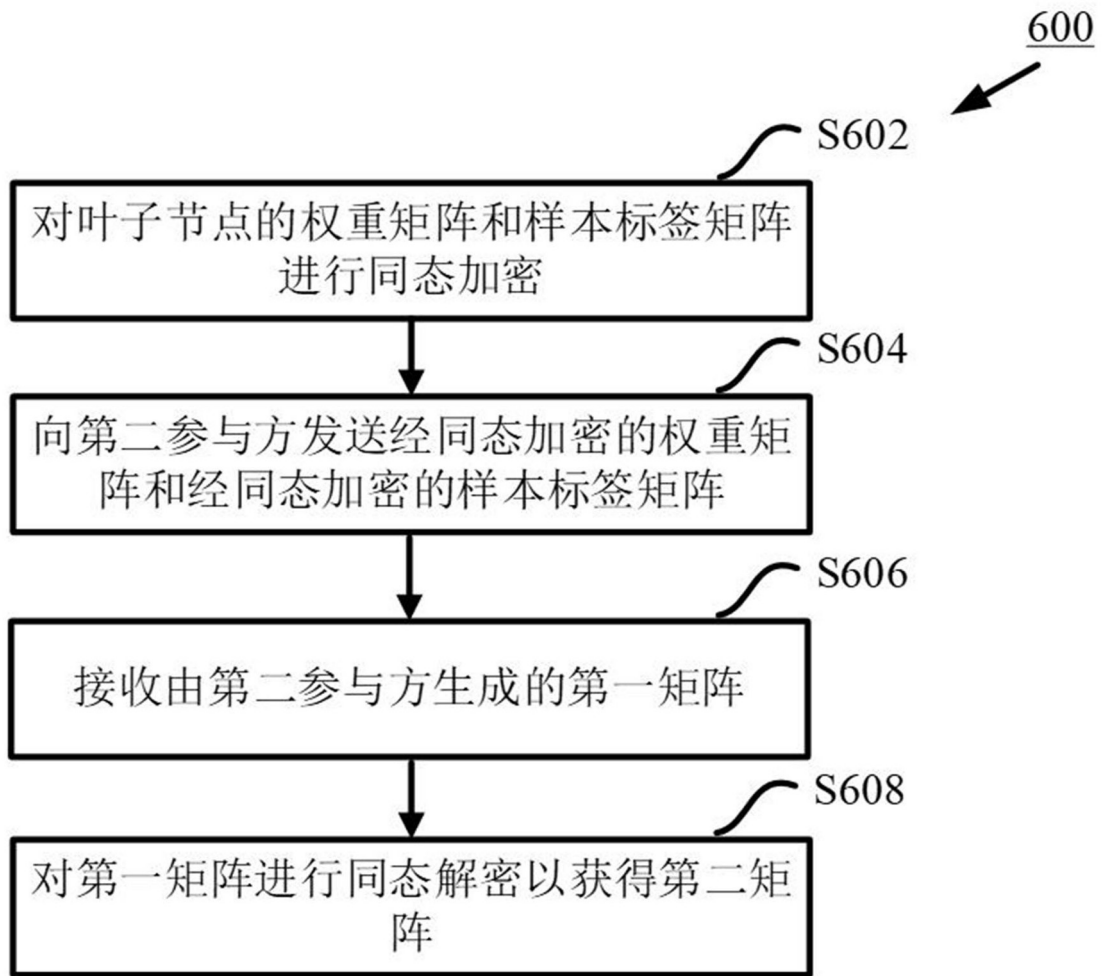 600
S602
对叶子节点的权重矩阵和样本标签矩阵
进行同态加密
S604
向第二参与方发送经同态加密的权重矩
阵和经同态加密的样本标签矩阵
S606
接收由第二参与方生成的第一矩阵
S608
对第一矩阵进行同态解密以获得第二矩
阵